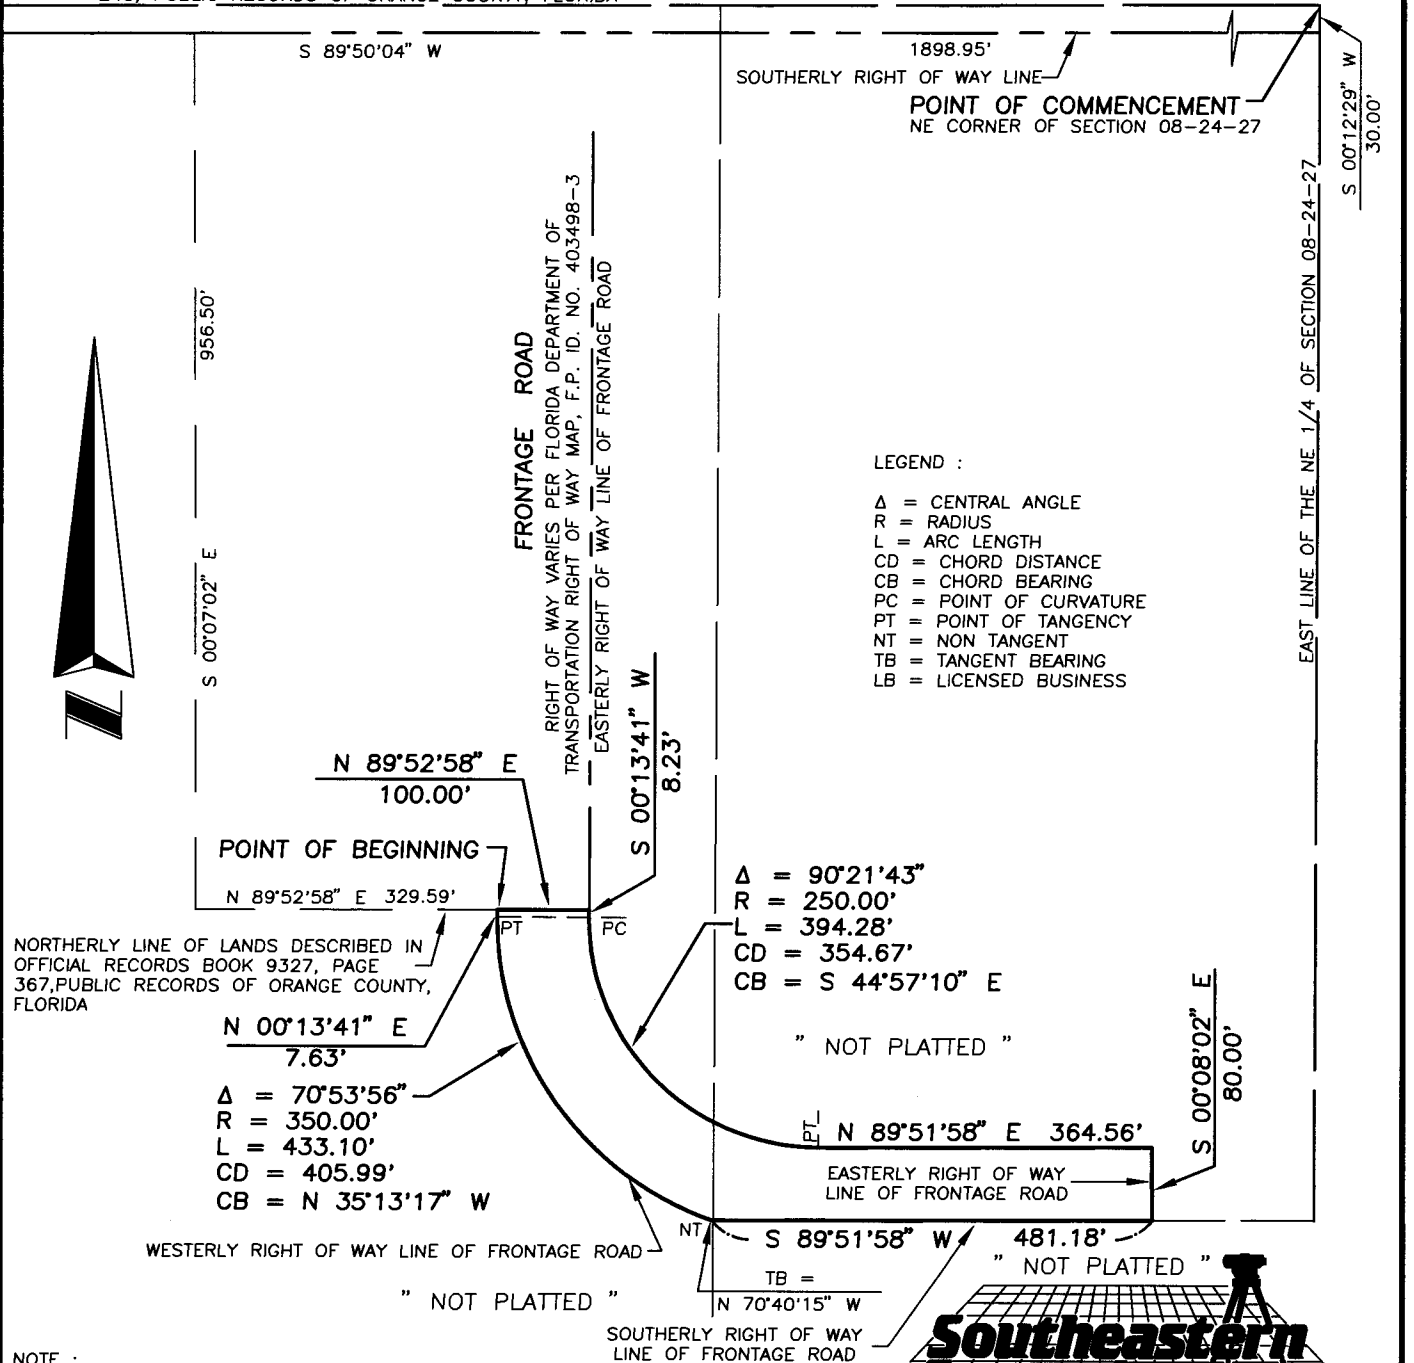 S 89°50'04" W
1898.95'
SOUTHERLY RIGHT OF WAY LINE
POINT OF COMMENCEMENT
NE CORNER OF SECTION 08-24-27
S 00°12'29" W
30.00'
EAST LINE OF THE NE 1/4 OF SECTION 08-24-27
956.50'
S 00°07'02" E
FRONTAGE ROAD
RIGHT OF WAY VARIES PER FLORIDA DEPARTMENT OF
TRANSPORTATION RIGHT OF WAY MAP, F.P. ID. NO. 403498-3
EASTERLY RIGHT OF WAY LINE OF FRONTAGE ROAD
LEGEND :
Δ = CENTRAL ANGLE
R = RADIUS
L = ARC LENGTH
CD = CHORD DISTANCE
CB = CHORD BEARING
PC = POINT OF CURVATURE
PT = POINT OF TANGENCY
NT = NON TANGENT
TB = TANGENT BEARING
LB = LICENSED BUSINESS
N
S 00°13'41" W
8.23'
N 89°52'58" E
100.00'
POINT OF BEGINNING
N 89°52'58" E 329.59'
PT
PC
NORTHERLY LINE OF LANDS DESCRIBED IN
OFFICIAL RECORDS BOOK 9327, PAGE
367,PUBLIC RECORDS OF ORANGE COUNTY,
FLORIDA
Δ = 90°21'43"
R = 250.00'
L = 394.28'
CD = 354.67'
CB = S 44°57'10" E
N 00°13'41" E
7.63'
" NOT PLATTED "
S 00°08'02" E
80.00'
Δ = 70°53'56"
R = 350.00'
L = 433.10'
CD = 405.99'
CB = N 35°13'17" W
PT
N 89°51'58" E 364.56'
EASTERLY RIGHT OF WAY
LINE OF FRONTAGE ROAD
NT
S 89°51'58" W 481.18'
WESTERLY RIGHT OF WAY LINE OF FRONTAGE ROAD
" NOT PLATTED "
TB =
N 70°40'15" W
" NOT PLATTED "
SOUTHERLY RIGHT OF WAY
LINE OF FRONTAGE ROAD
Southeastern
NOTE :